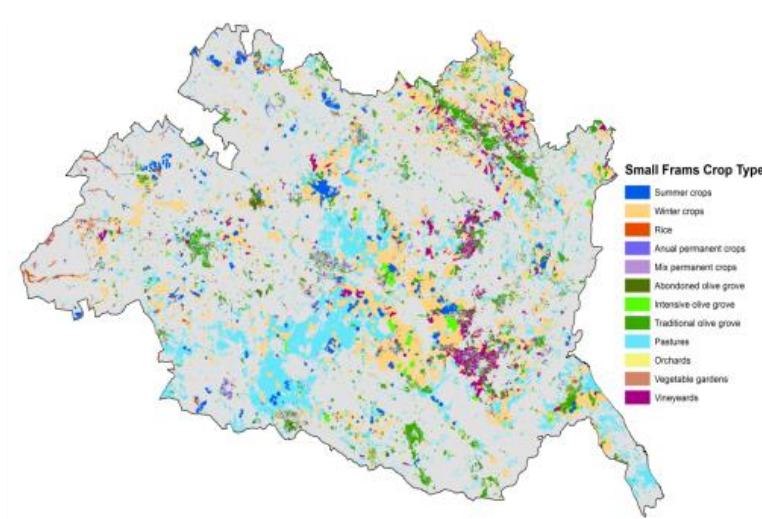 Small Frams Crop Type
Summer crops
Winter crops
Rice
Anual permanent crops
Mix permanent crops
Abondoned olive grove
Intensive olive grove
Traditional olive grove
Pastures
Orchards
Vegetable gardens
Vineyeards